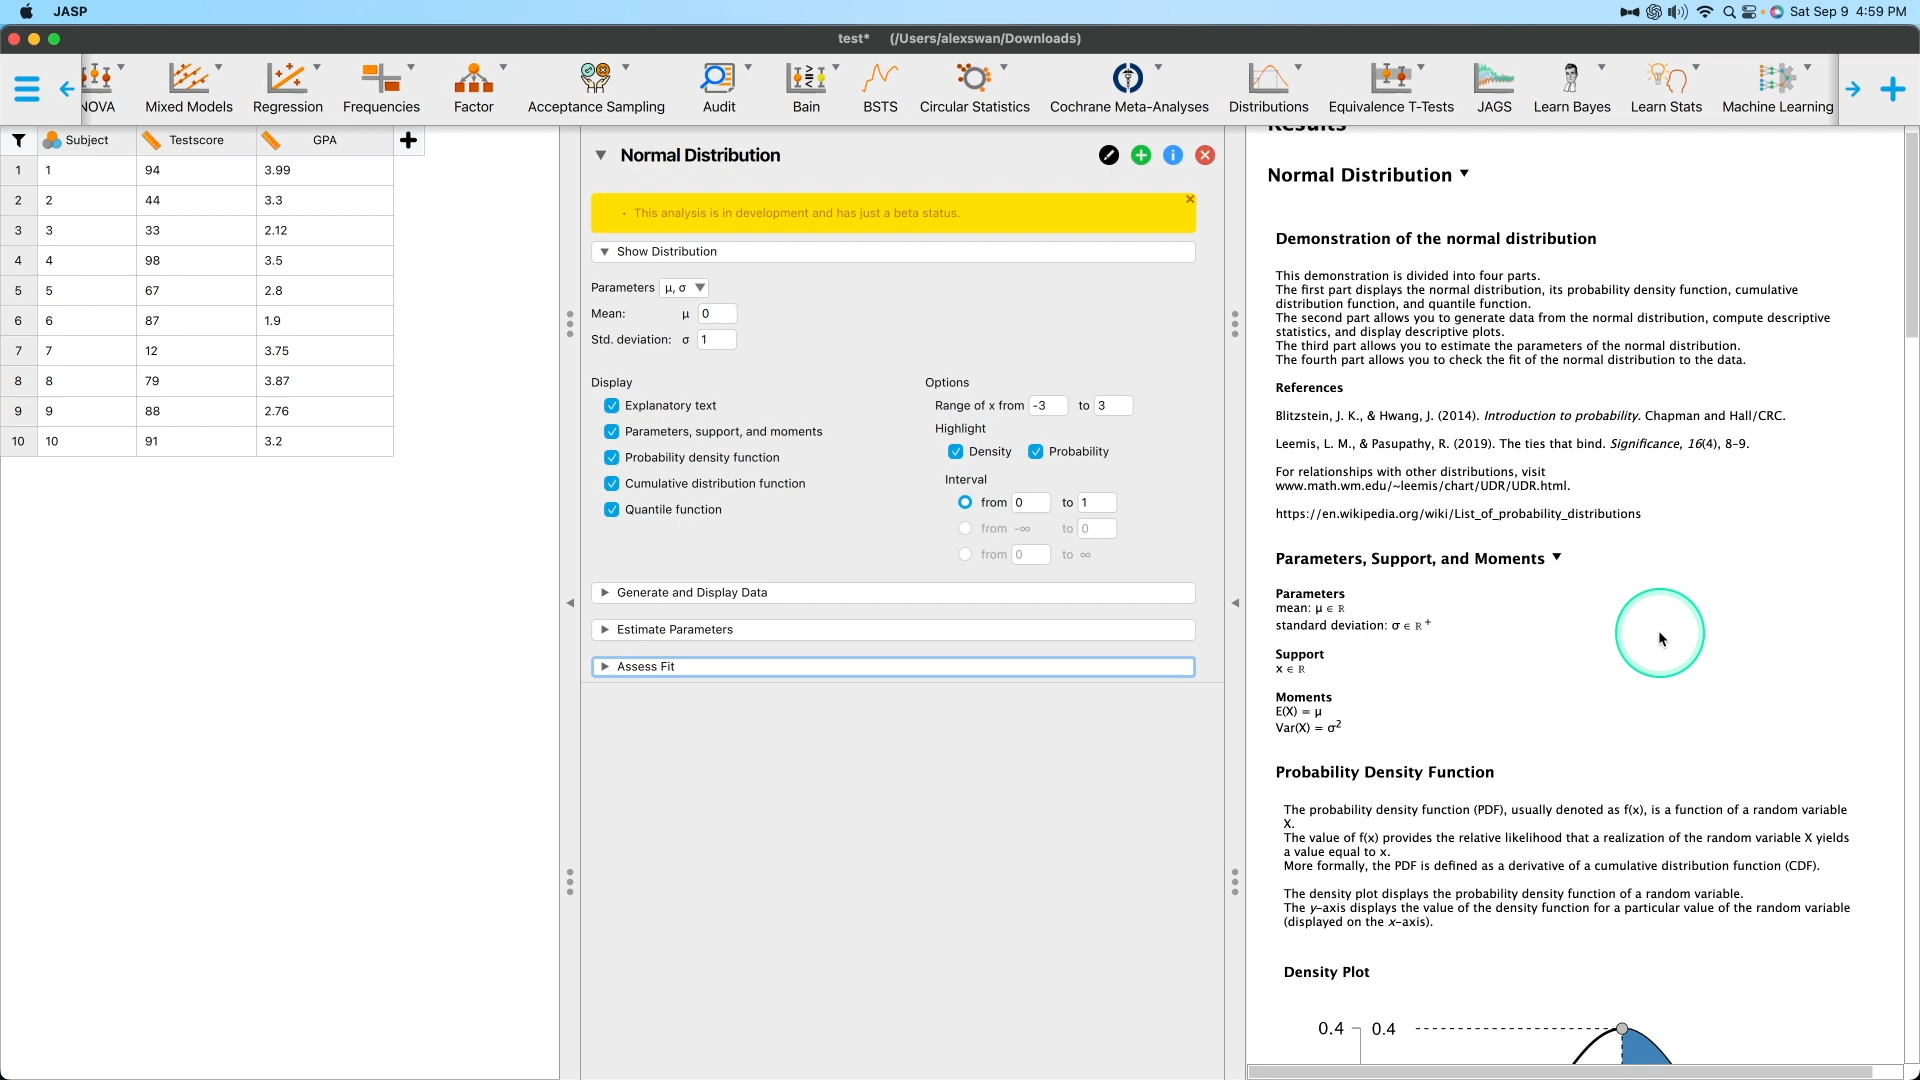 JASP
Sat Sep 9 4:59 PM
test* (/Users/alexswan/Downloads)
NOVA
Mixed Models
Regression
Frequencies
Factor
Acceptance Sampling
Audit
Bain
BSTS
Circular Statistics
Cochrane Meta-Analyses
Distributions
Equivalence T-Tests
JAGS
Learn Bayes
Learn Stats
Machine Learning
Subject Testscore GPA
1 1 94 3.99
2 2 44 3.3
3 3 33 2.12
4 4 98 3.5
5 5 67 2.8
6 6 87 1.9
7 7 12 3.75
8 8 79 3.87
9 9 88 2.76
10 10 91 3.2
Normal Distribution
• This analysis is in development and has just a beta status.
Show Distribution
Parameters μ, σ
Mean: μ 0
Std. deviation: σ 1
Display
Explanatory text
Parameters, support, and moments
Probability density function
Cumulative distribution function
Quantile function
Options
Range of x from -3 to 3
Highlight
Density Probability
Interval
from 0 to 1
from -∞ to 0
from 0 to ∞
Generate and Display Data
Estimate Parameters
Assess Fit
Results
Normal Distribution
Demonstration of the normal distribution
This demonstration is divided into four parts.
The first part displays the normal distribution, its probability density function, cumulative
distribution function, and quantile function.
The second part allows you to generate data from the normal distribution, compute descriptive
statistics, and display descriptive plots.
The third part allows you to estimate the parameters of the normal distribution.
The fourth part allows you to check the fit of the normal distribution to the data.
References
Blitzstein, J. K., & Hwang, J. (2014). Introduction to probability. Chapman and Hall/CRC.
Leemis, L. M., & Pasupathy, R. (2019). The ties that bind. Significance, 16(4), 8–9.
For relationships with other distributions, visit
www.math.wm.edu/~leemis/chart/UDR/UDR.html.
https://en.wikipedia.org/wiki/List_of_probability_distributions
Parameters, Support, and Moments
Parameters
mean: μ ∈ ℝ
standard deviation: σ ∈ ℝ⁺
Support
x ∈ ℝ
Moments
E(X) = μ
Var(X) = σ²
Probability Density Function
The probability density function (PDF), usually denoted as f(x), is a function of a random variable
X.
The value of f(x) provides the relative likelihood that a realization of the random variable X yields
a value equal to x.
More formally, the PDF is defined as a derivative of a cumulative distribution function (CDF).
The density plot displays the probability density function of a random variable.
The y-axis displays the value of the density function for a particular value of the random variable
(displayed on the x-axis).
Density Plot
0.4 0.4